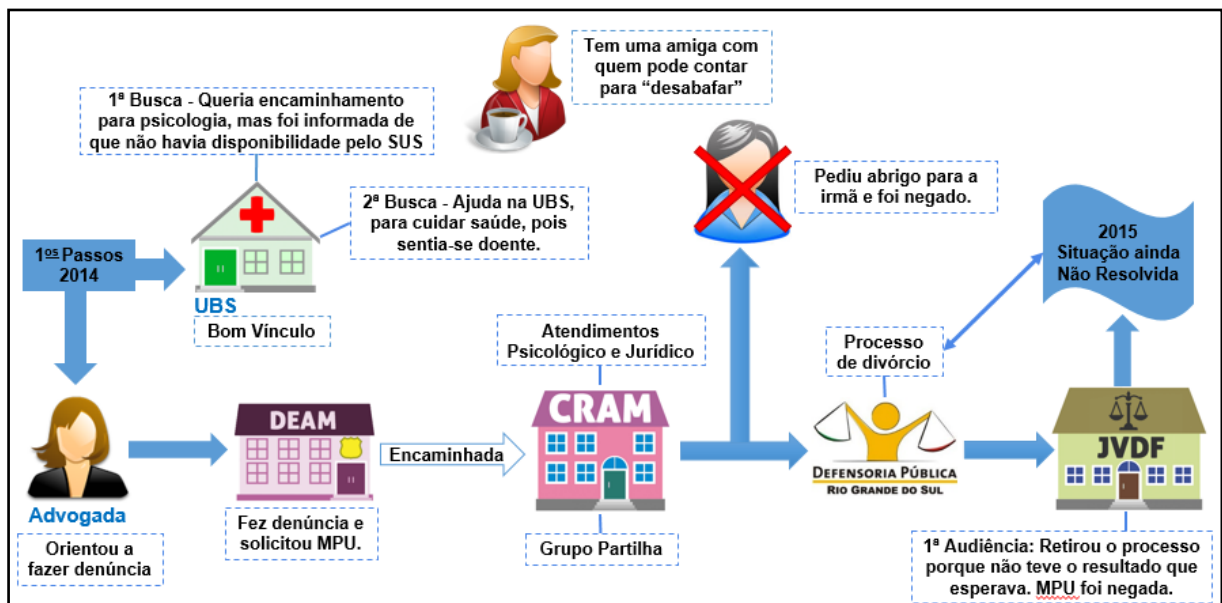 Tem uma amiga com
quem pode contar
para “desabafar”
1ª Busca - Queria encaminhamento
para psicologia, mas foi informada de
que não havia disponibilidade pelo SUS
Pediu abrigo para a
irmã e foi negado.
2ª Busca - Ajuda na UBS,
para cuidar saúde, pois
sentia-se doente.
1os Passos
2014
2015
Situação ainda
Não Resolvida
UBS
Bom Vínculo
Atendimentos
Psicológico e Jurídico
Processo
de divórcio
DEAM
CRAM
JVDF
Encaminhada
DEFENSORIA PÚBLICA
RIO GRANDE DO SUL
Advogada
Orientou a
fazer denúncia
Fez denúncia e
solicitou MPU.
Grupo Partilha
1ª Audiência: Retirou o processo
porque não teve o resultado que
esperava. MPU foi negada.